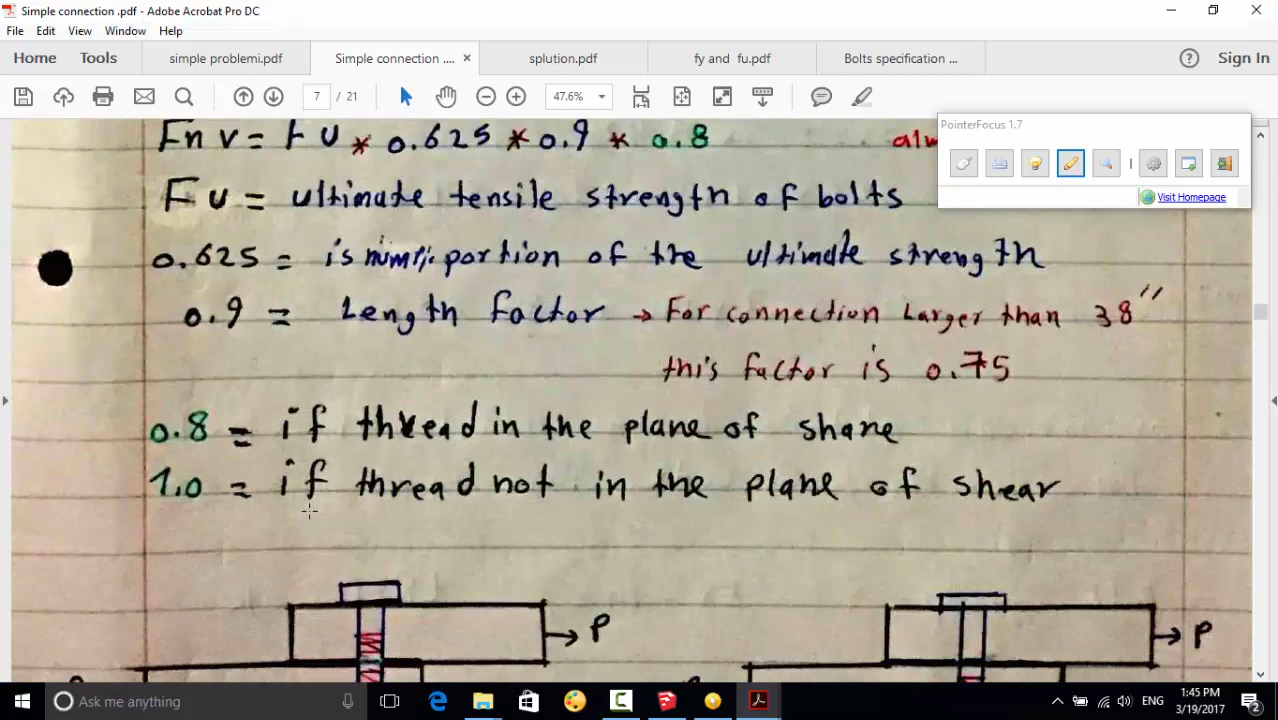 Simple connection .pdf - Adobe Acrobat Pro DC
File Edit View Window Help
Home Tools simple problemi.pdf Simple connection .... × splution.pdf fy and fu.pdf Bolts specification ... Sign In
7 / 21 47.6%
PointerFocus 1.7
Visit Homepage
Fn v = F u * 0.625 * 0.9 * 0.8
F u = ultimate tensile strength of bolts
0.625 = is portion of the ultimate strength
0.9 = Length factor → For connection Larger than 38"
this factor is 0.75
0.8 = if thread in the plane of shane
1.0 = if thread not in the plane of shear
P
P
Ask me anything
ENG 1:45 PM
3/19/2017
2